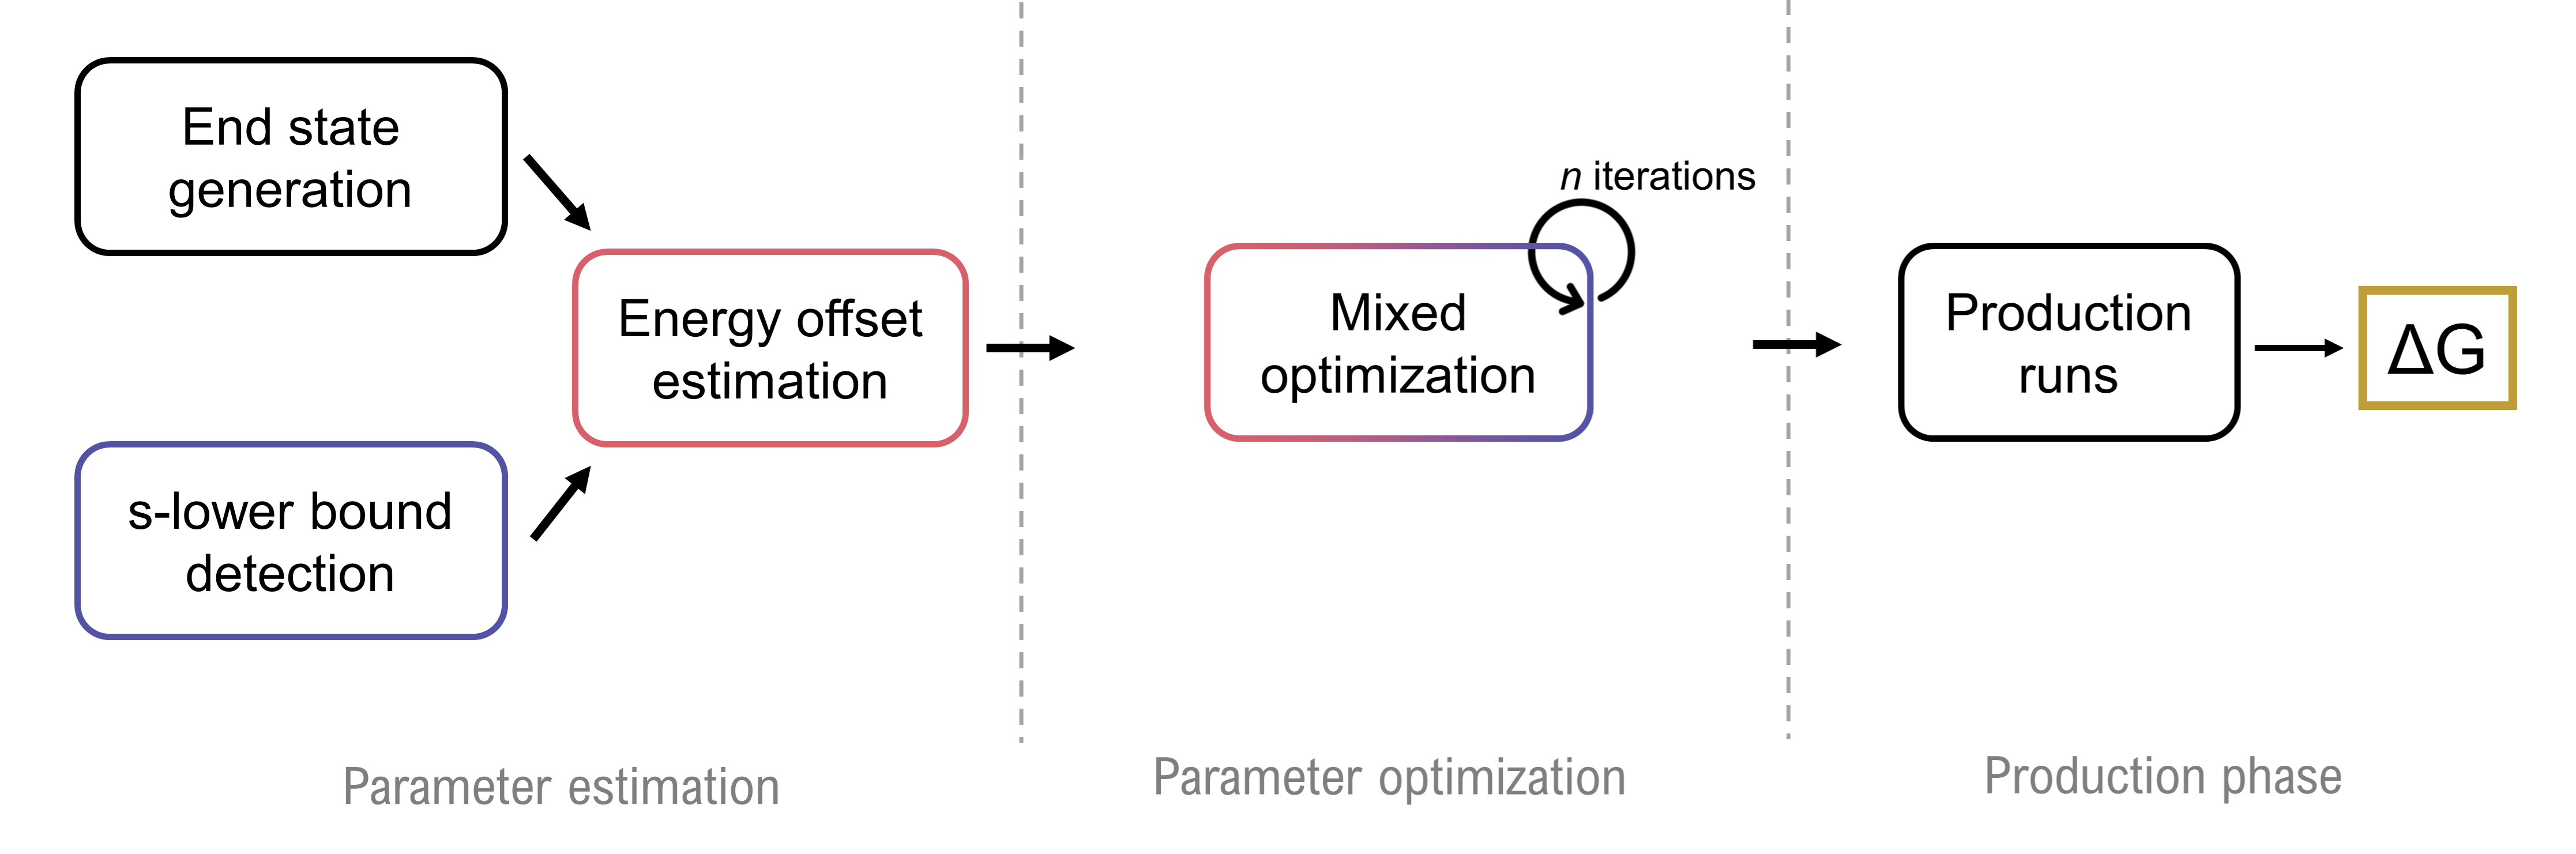 End state
generation
s-lower bound
detection
Energy offset
estimation
Parameter estimation
n iterations
Mixed
optimization
Parameter optimization
Production
runs
ΔG
Production phase